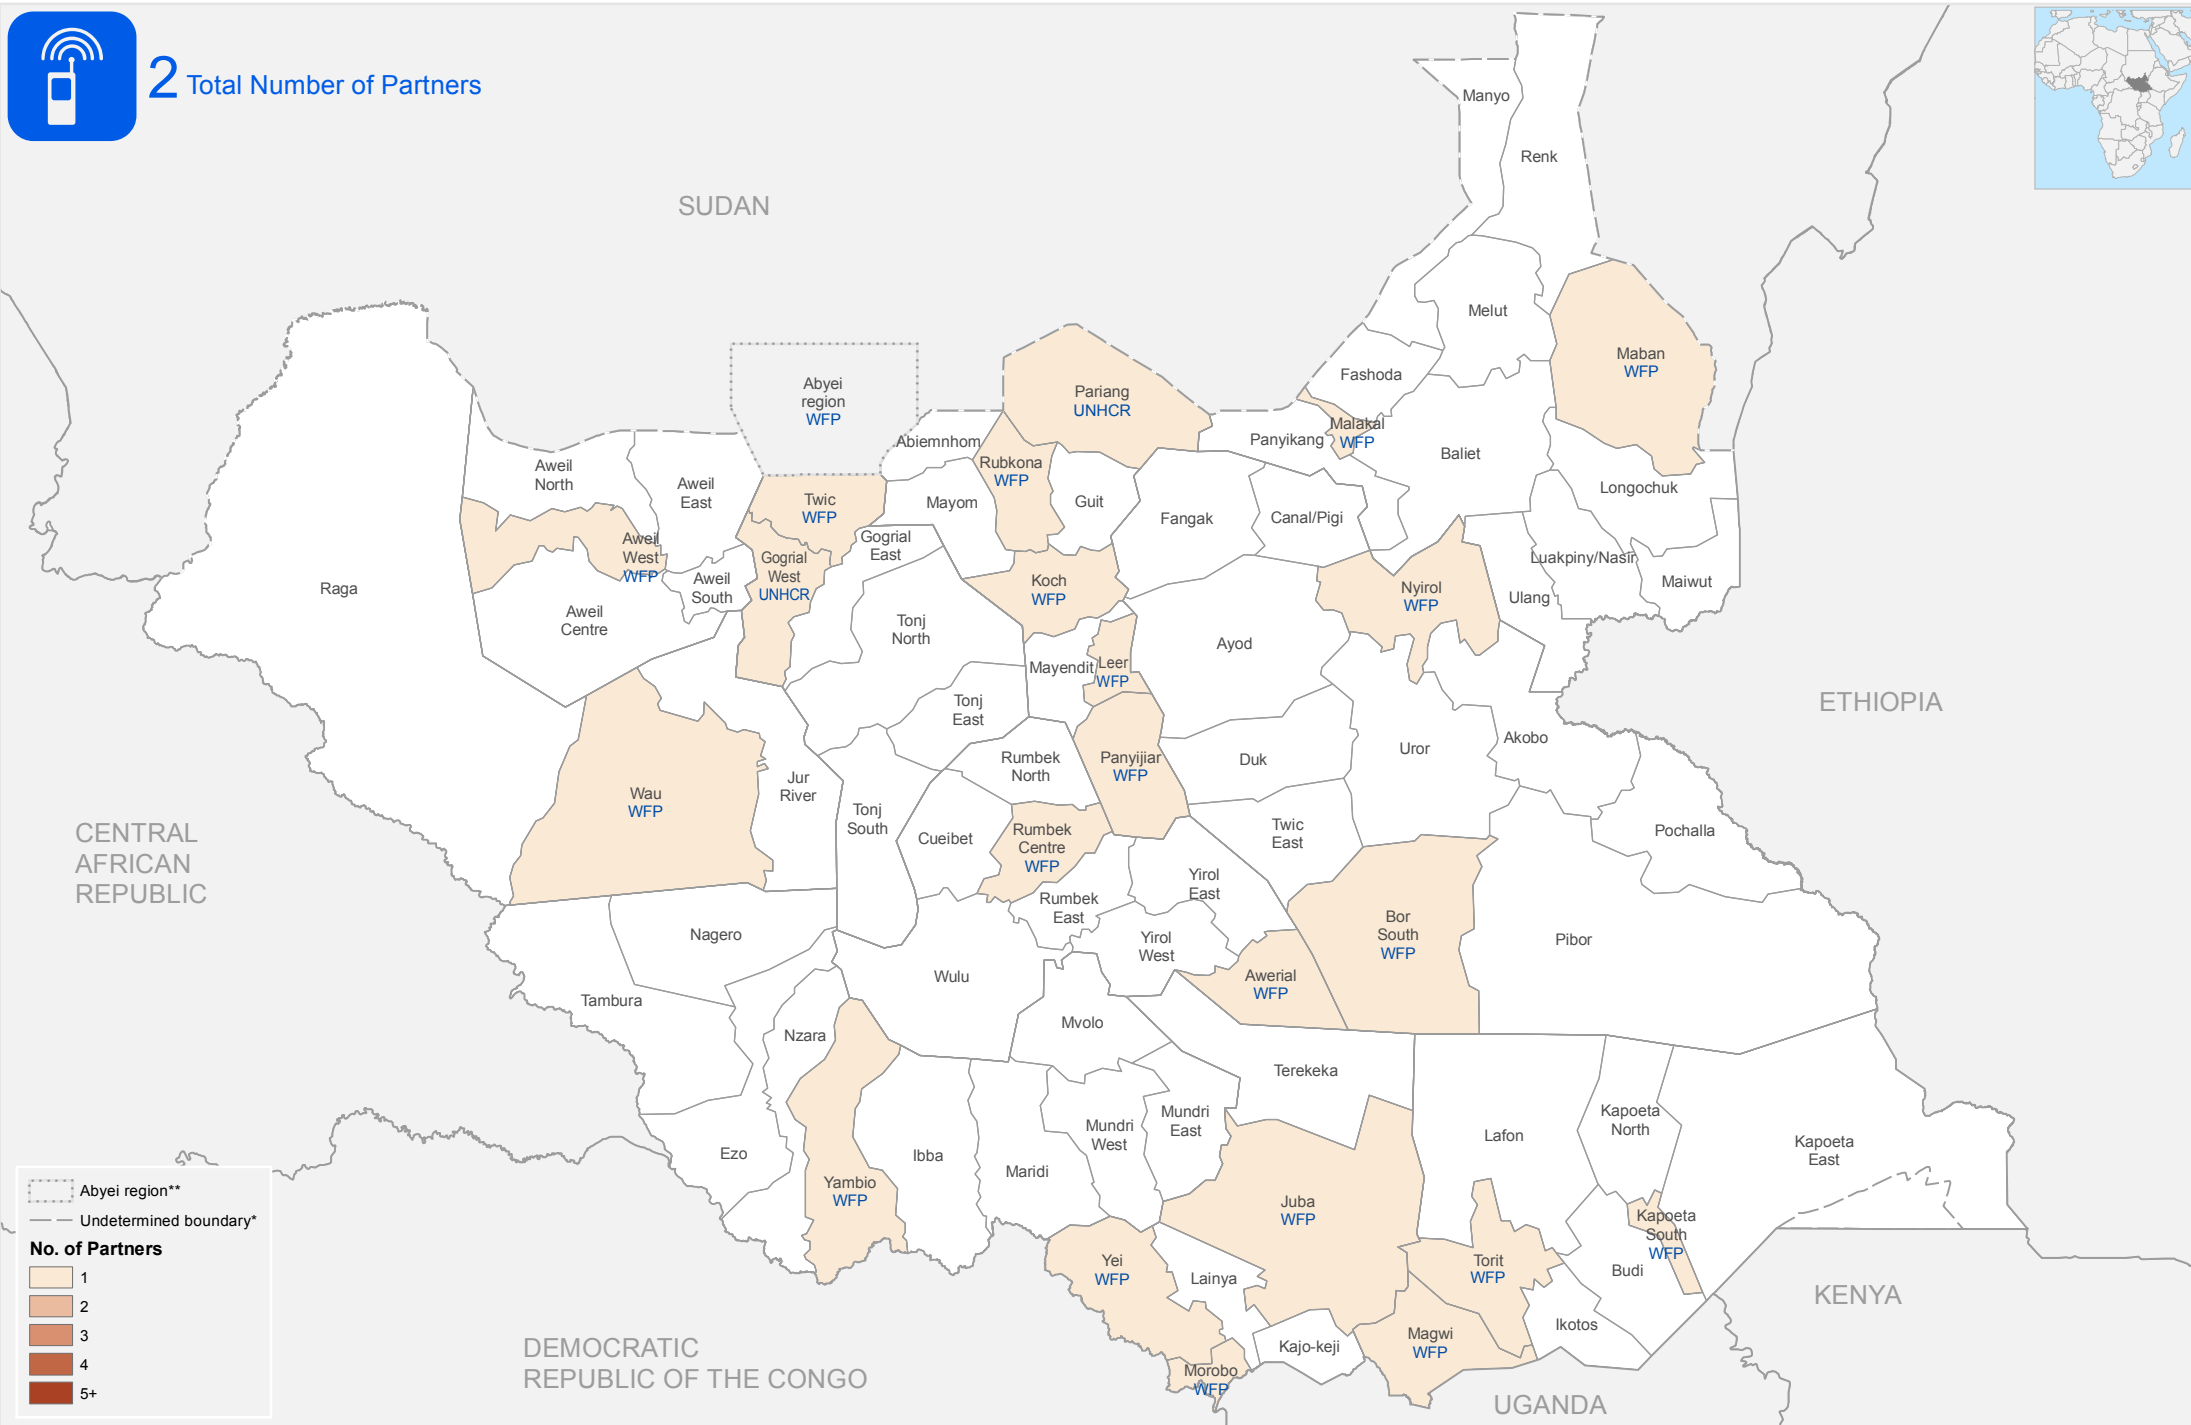 2 Total Number of Partners
SUDAN
Manyo
Renk
Melut
Maban
WFP
Fashoda
Abyei
region
WFP
Pariang
UNHCR
Malakal
WFP
Panyikang
Baliet
Abiemnhom
Rubkona
WFP
Aweil
North
Aweil
East
Twic
WFP
Mayom
Guit
Fangak
Canal/Pigi
Longochuk
Aweil
West
WFP
Gogrial
East
Gogrial
West
UNHCR
Luakpiny/Nasir
Maiwut
Raga
Aweil
South
Koch
WFP
Nyirol
WFP
Ulang
Aweil
Centre
Tonj
North
Ayod
Mayendit
Leer
WFP
ETHIOPIA
Tonj
East
Akobo
Uror
Rumbek
North
Panyijiar
WFP
Duk
Jur
River
Wau
WFP
Tonj
South
Cueibet
Rumbek
Centre
WFP
Twic
East
Pochalla
CENTRAL
AFRICAN
REPUBLIC
Yirol
East
Rumbek
East
Nagero
Bor
South
WFP
Pibor
Yirol
West
Wulu
Awerial
WFP
Tambura
Nzara
Mvolo
Terekeka
Mundri
East
Mundri
West
Kapoeta
North
Lafon
Kapoeta
East
Ezo
Ibba
Maridi
Yambio
WFP
Juba
WFP
Kapoeta
South
WFP
Yei
WFP
Lainya
Torit
WFP
Budi
KENYA
Ikotos
Kajo-keji
Magwi
WFP
Morobo
WFP
DEMOCRATIC
REPUBLIC OF THE CONGO
UGANDA
Abyei region**
Undetermined boundary*
No. of Partners
1
2
3
4
5+